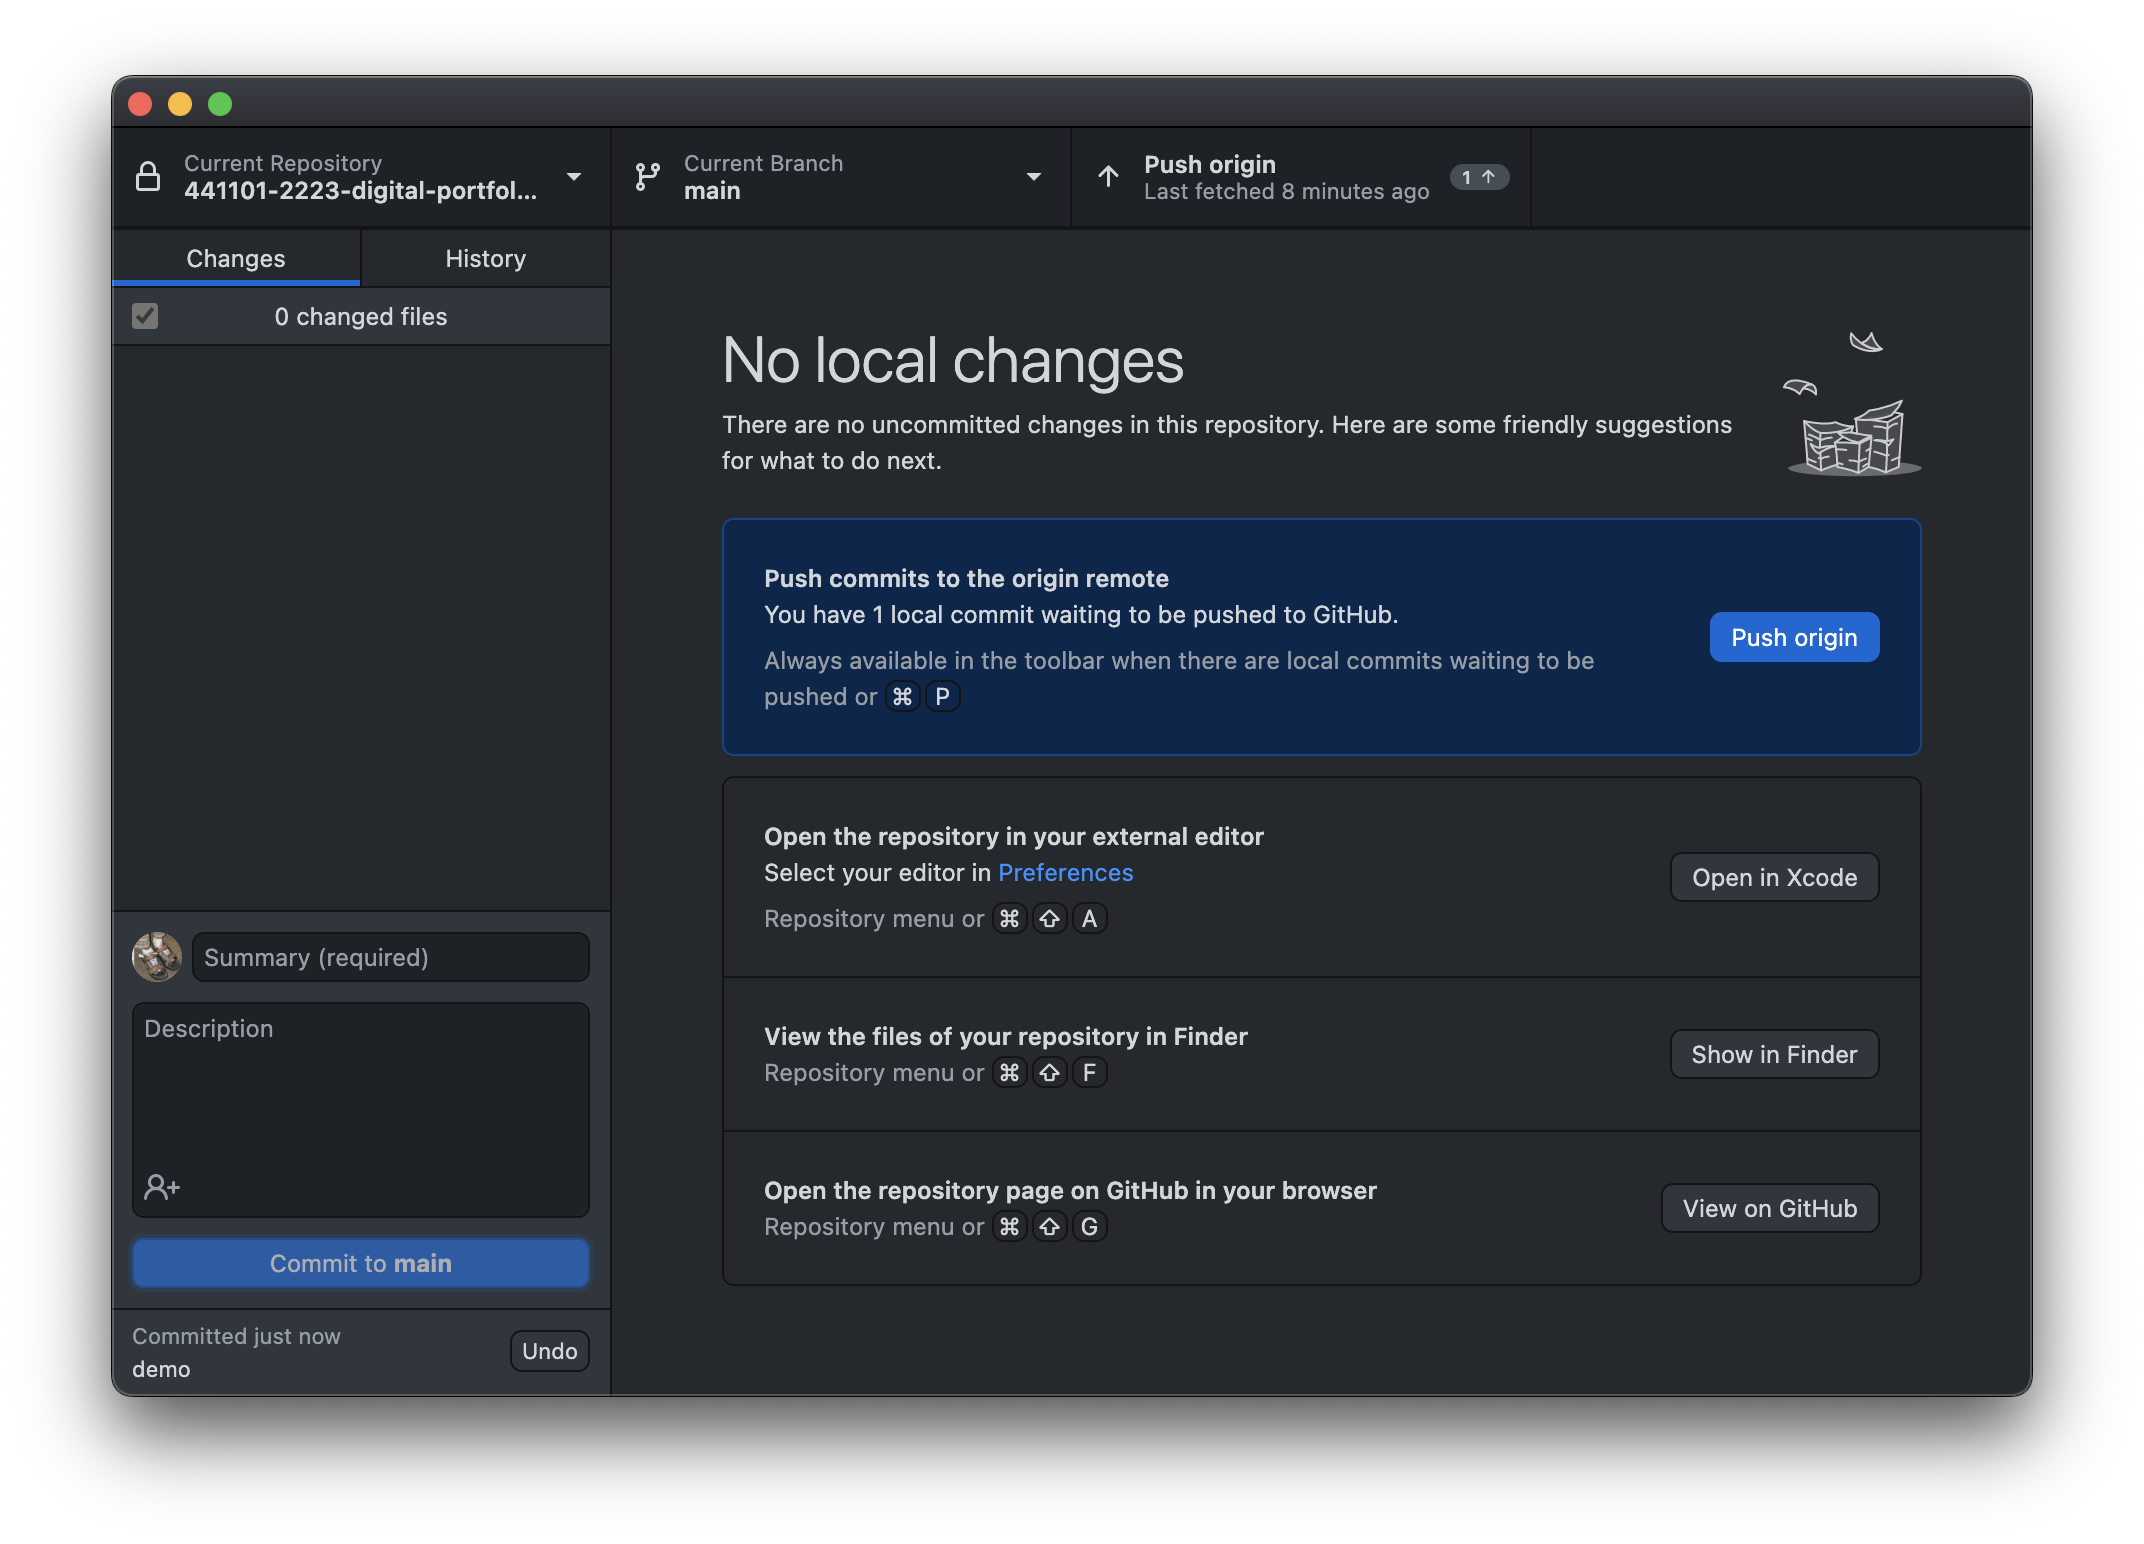 Current Repository
441101-2223-digital-portfol...
Current Branch
main
Push origin
Last fetched 8 minutes ago
1 ↑
Changes
History
0 changed files
No local changes
There are no uncommitted changes in this repository. Here are some friendly suggestions
for what to do next.
Push commits to the origin remote
You have 1 local commit waiting to be pushed to GitHub.
Always available in the toolbar when there are local commits waiting to be
pushed or ⌘ P
Push origin
Open the repository in your external editor
Select your editor in Preferences
Repository menu or ⌘ ⇧ A
Open in Xcode
View the files of your repository in Finder
Repository menu or ⌘ ⇧ F
Show in Finder
Open the repository page on GitHub in your browser
Repository menu or ⌘ ⇧ G
View on GitHub
Summary (required)
Description
Commit to main
Committed just now
demo
Undo